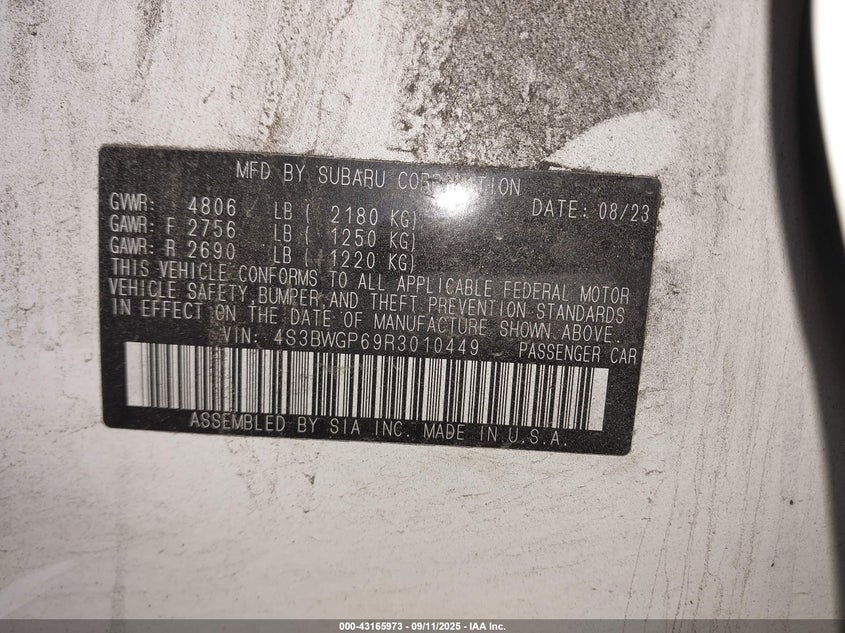 MFD BY SUBARU CORPORATION DATE: 08/23
GVWR: 4806 LB ( 2180 KG)
GAWR: F 2756 LB ( 1250 KG)
GAWR: R 2690 LB ( 1220 KG)
THIS VEHICLE CONFORMS TO ALL APPLICABLE FEDERAL MOTOR
VEHICLE SAFETY, BUMPER, AND THEFT PREVENTION STANDARDS
IN EFFECT ON THE DATE OF MANUFACTURE SHOWN ABOVE.
VIN: 4S3BWGP69R3010449 PASSENGER CAR
ASSEMBLED BY SIA INC. MADE IN U.S.A.
000-43165973 - 09/11/2025 - IAA Inc.